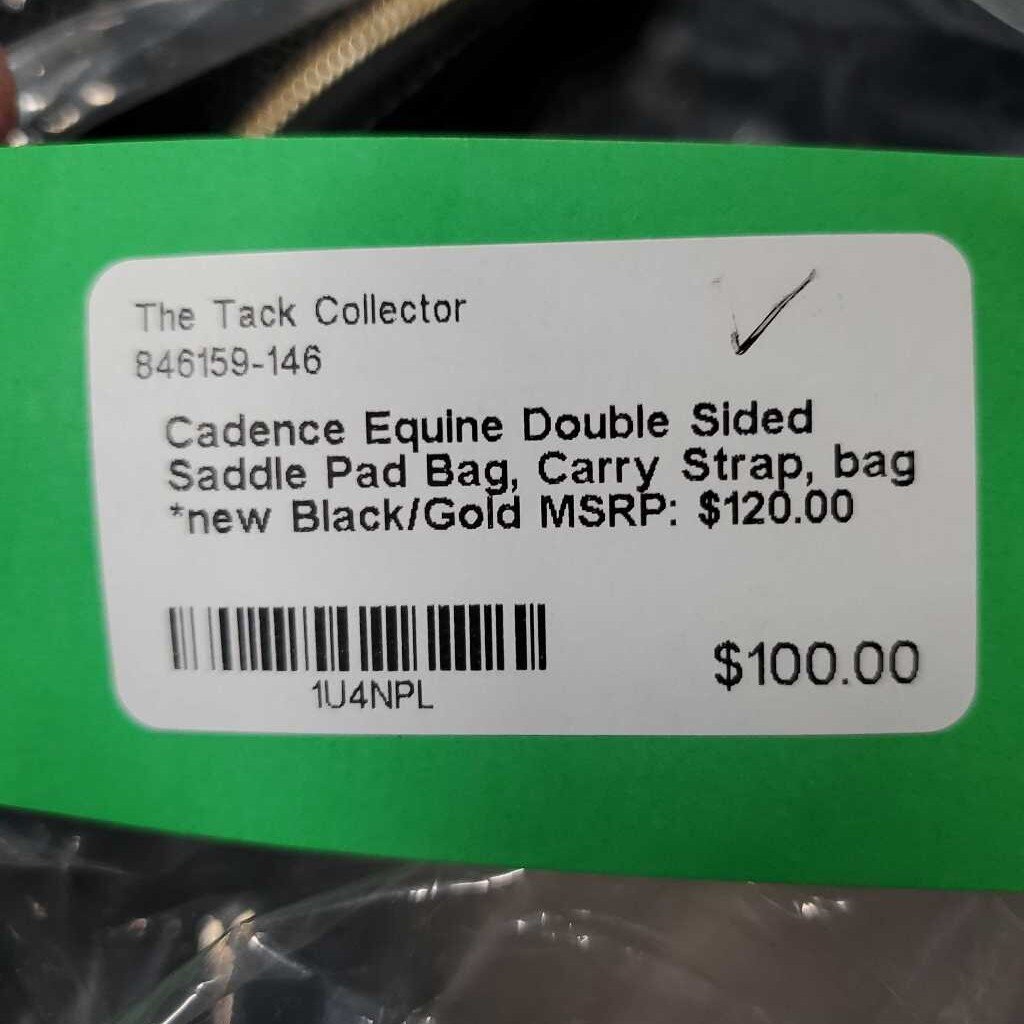 The Tack Collector
846159-146
Cadence Equine Double Sided
Saddle Pad Bag, Carry Strap, bag
*new Black/Gold MSRP: $120.00
1U4NPL
$100.00